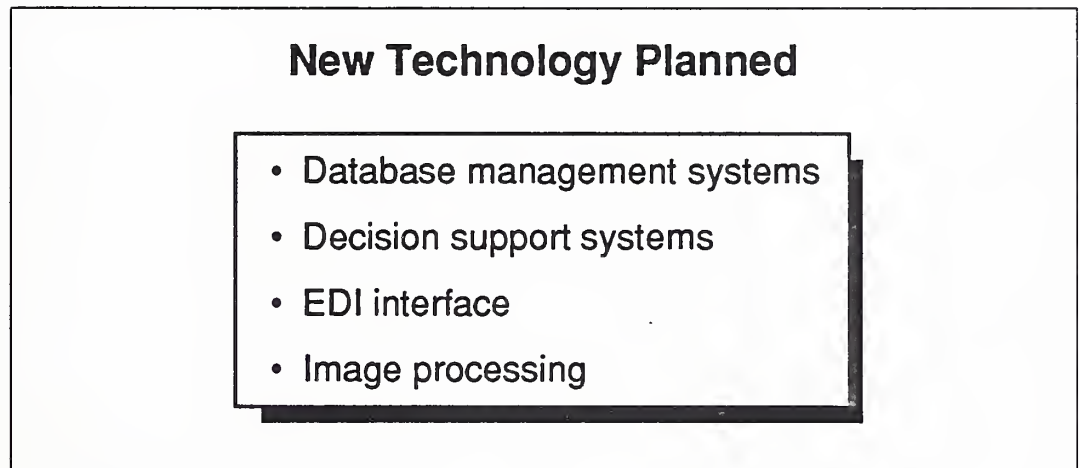 New Technology Planned
• Database management systems
• Decision support systems
• EDI interface
• Image processing